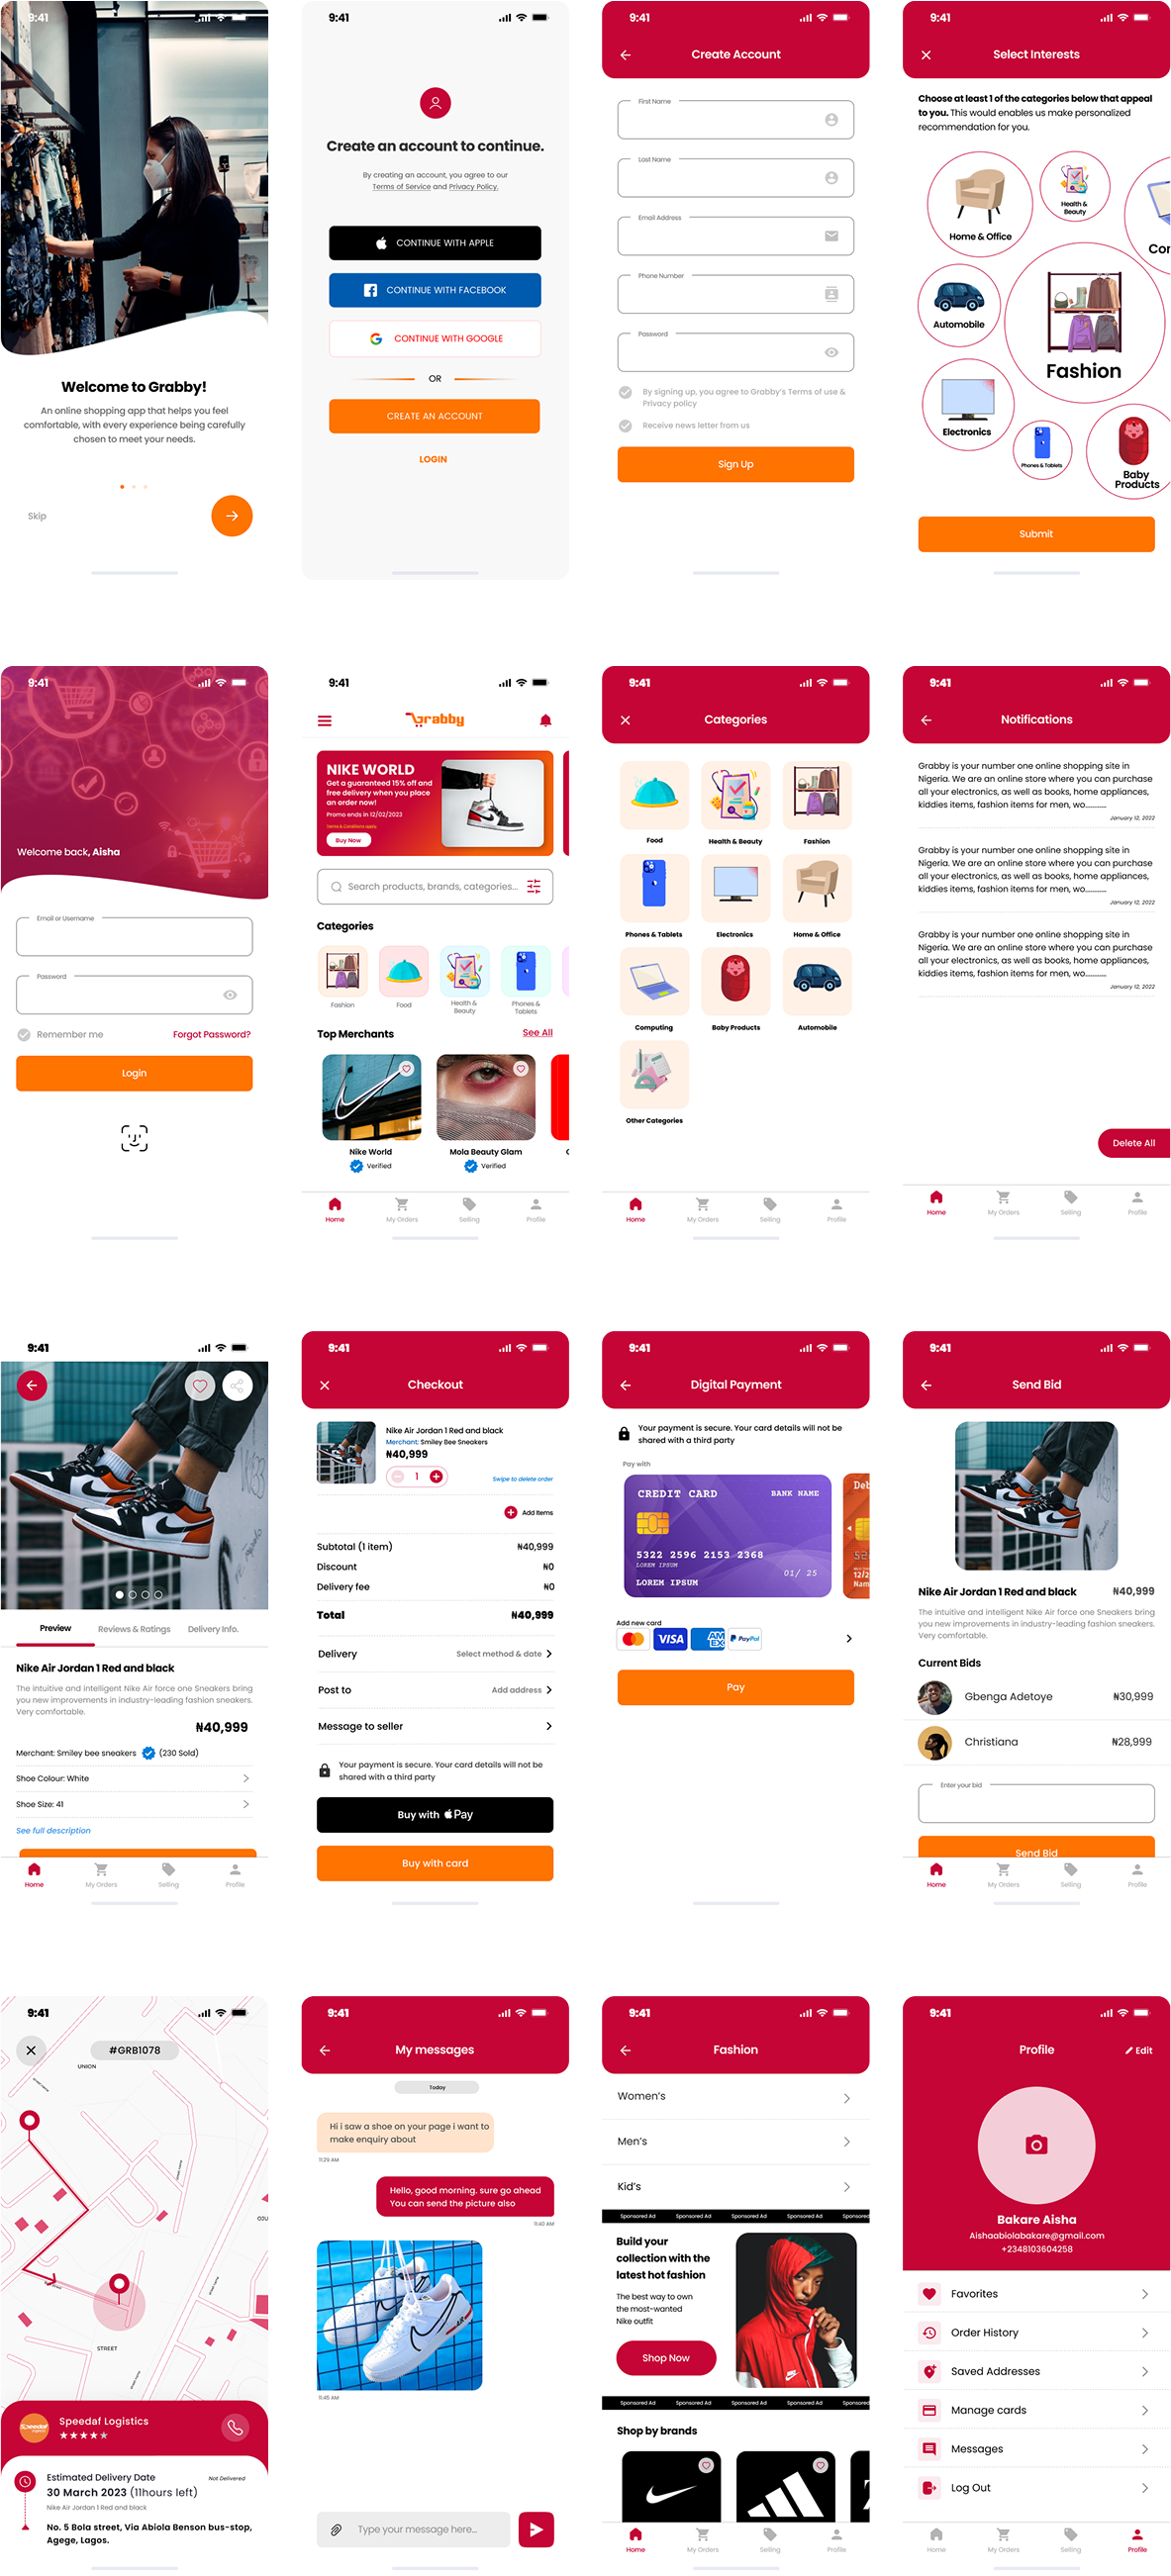 9:41
Welcome to Grabby!
An online shopping app that helps you feel
comfortable, with every experience being carefully
chosen to meet your needs.
Skip
9:41
Create an account to continue.
By creating an account, you agree to our
Terms of Service and Privacy Policy.
CONTINUE WITH APPLE
CONTINUE WITH FACEBOOK
CONTINUE WITH GOOGLE
OR
CREATE AN ACCOUNT
LOGIN
9:41
Create Account
First Name
Last Name
Email Address
Phone Number
Password
By signing up, you agree to Grabby's Terms of use &
Privacy policy
Receive news letter from us
Sign Up
9:41
Select Interests
Choose at least 1 of the categories below that appeal
to you. This would enables us make personalized
recommendation for you.
Home & Office
Health &
Beauty
Con
Automobile
Fashion
Electronics
Phones & Tablets
Baby
Products
Submit
9:41
Welcome back, Aisha
Email or Username
Password
Remember me
Forgot Password?
Login
9:41
Grabby
NIKE WORLD
Get a guaranteed 15% off and
free delivery when you place
an order now!
Promo ends in 12/02/2023
Terms & Conditions apply
Buy Now
Search products, brands, categories...
Categories
Fashion
Food
Health &
Beauty
Phones &
Tablets
Top Merchants
See All
Nike World
Verified
Mola Beauty Glam
Verified
Home
My Orders
Selling
Profile
9:41
Categories
Food
Health & Beauty
Fashion
Phones & Tablets
Electronics
Home & Office
Computing
Baby Products
Automobile
Other Categories
Home
My Orders
Selling
Profile
9:41
Notifications
Grabby is your number one online shopping site in
Nigeria. We are an online store where you can purchase
all your electronics, as well as books, home appliances,
kiddies items, fashion items for men, wo..........
January 12, 2022
Grabby is your number one online shopping site in
Nigeria. We are an online store where you can purchase
all your electronics, as well as books, home appliances,
kiddies items, fashion items for men, wo..........
January 12, 2022
Grabby is your number one online shopping site in
Nigeria. We are an online store where you can purchase
all your electronics, as well as books, home appliances,
kiddies items, fashion items for men, wo..........
January 12, 2022
Delete All
Home
My Orders
Selling
Profile
9:41
Preview
Reviews & Ratings
Delivery Info.
Nike Air Jordan 1 Red and black
The intuitive and intelligent Nike Air force one Sneakers bring
you new improvements in industry-leading fashion sneakers.
Very comfortable.
₦40,999
Merchant: Smiley bee sneakers (230 Sold)
Shoe Colour: White
Shoe Size: 41
See full description
Home
My Orders
Selling
Profile
9:41
Checkout
Nike Air Jordan 1 Red and black
Merchant: Smiley Bee Sneakers
₦40,999
1
Swipe to delete order
Add Items
Subtotal (1 item) ₦40,999
Discount ₦0
Delivery fee ₦0
Total ₦40,999
Delivery Select method & date
Post to Add address
Message to seller
Your payment is secure. Your card details will not be
shared with a third party
Buy with Pay
Buy with card
9:41
Digital Payment
Your payment is secure. Your card details will not be
shared with a third party
Pay with
CREDIT CARD BANK NAME
5322 2596 2153 2368
LOREM IPSUM
01/ 25
LOREM IPSUM
Deb
12/2
Nam
Add new card
VISA
AMEX
PayPal
Pay
9:41
Send Bid
Nike Air Jordan 1 Red and black ₦40,999
The intuitive and intelligent Nike Air force one Sneakers bring
you new improvements in industry-leading fashion sneakers.
Very comfortable.
Current Bids
Gbenga Adetoye ₦30,999
Christiana ₦28,999
Enter your bid
Send Bid
Home
My Orders
Selling
Profile
9:41
#GRB1078
UNION
STREET
Speedaf Logistics
Speedaf
Estimated Delivery Date Not Delivered
30 March 2023 (11hours left)
Nike Air Jordan 1 Red and black
No. 5 Bola street, Via Abiola Benson bus-stop,
Agege, Lagos.
9:41
My messages
Today
Hi i saw a shoe on your page i want to
make enquiry about
11:29 AM
Hello, good morning. sure go ahead
You can send the picture also
11:40 AM
11:45 AM
Type your message here...
9:41
Fashion
Women's
Men's
Kid's
Sponsored Ad Sponsored Ad Sponsored Ad Sponsored Ad Sponsored
Build your
collection with the
latest hot fashion
The best way to own
the most-wanted
Nike outfit
Shop Now
Sponsored Ad Sponsored Ad Sponsored Ad Sponsored Ad Sponsored
Shop by brands
Home
My Orders
Selling
Profile
9:41
Profile
Edit
Bakare Aisha
Aishaabiolabakare@gmail.com
+2348103604258
Favorites
Order History
Saved Addresses
Manage cards
Messages
Log Out
Home
My Orders
Selling
Profile